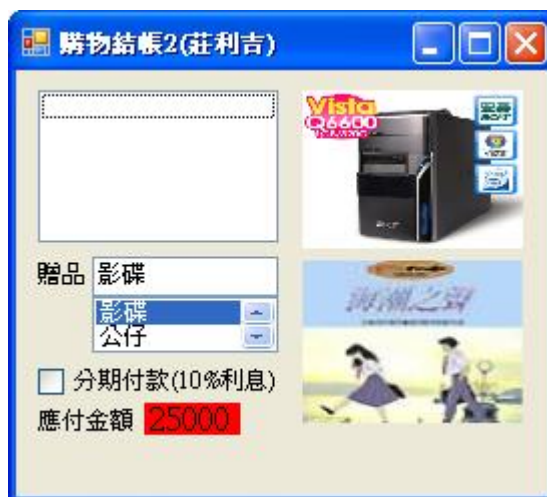 購物結帳2(莊利吉)
Vista
Q6600
贈品 影碟
影碟
公仔
海潮之聲
分期付款(10%利息)
應付金額 25000